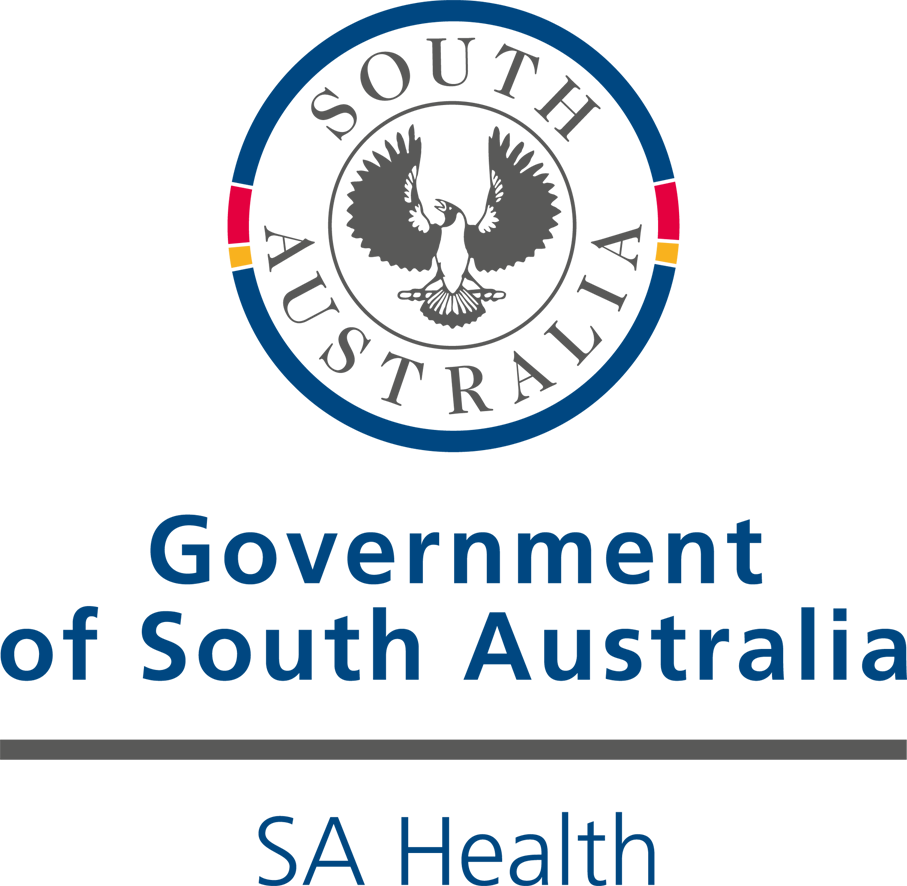 SOUTH
AUSTRALIA
Government
of South Australia
SA Health